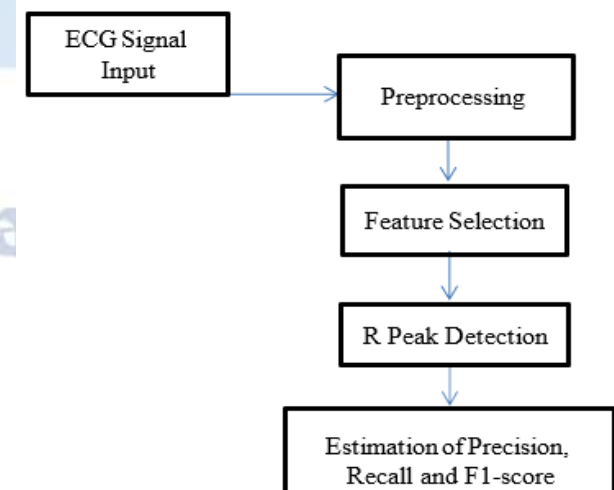 ECG Signal
Input
Preprocessing
Feature Selection
R Peak Detection
Estimation of Precision,
Recall and F1-score